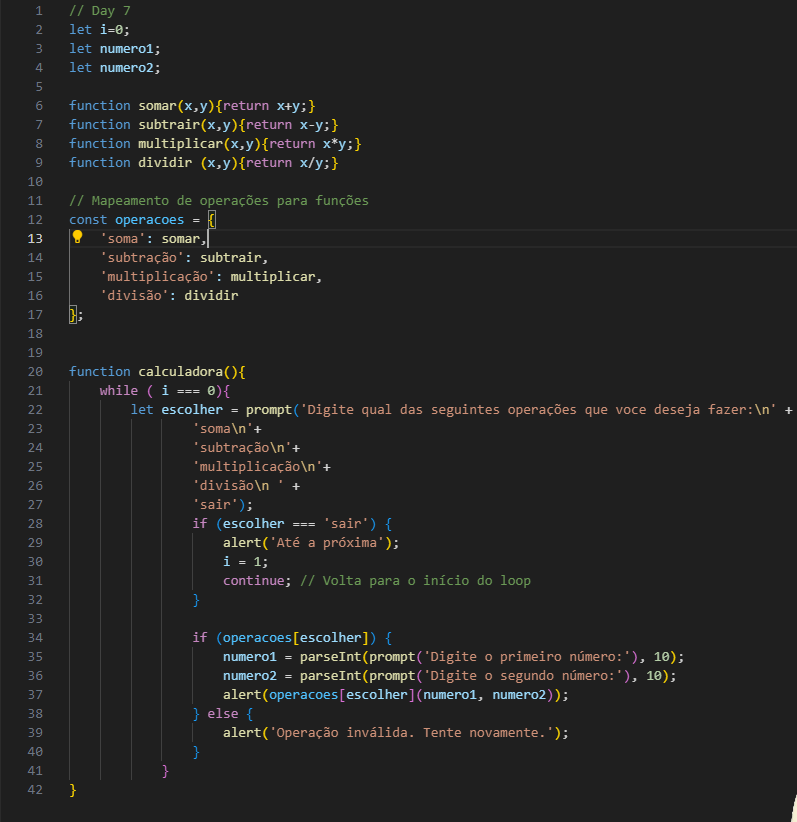 1 // Day 7
2 let i=0;
3 let numero1;
4 let numero2;
5
6 function somar(x,y){return x+y;}
7 function subtrair(x,y){return x-y;}
8 function multiplicar(x,y){return x*y;}
9 function dividir (x,y){return x/y;}
10
11 // Mapeamento de operações para funções
12 const operacoes = {
13     'soma': somar,
14     'subtração': subtrair,
15     'multiplicação': multiplicar,
16     'divisão': dividir
17 };
18
19
20 function calculadora(){
21     while ( i === 0){
22         let escolher = prompt('Digite qual das seguintes operações que voce deseja fazer:\n' +
23                 'soma\n'+
24                 'subtração\n'+
25                 'multiplicação\n'+
26                 'divisão\n ' +
27                 'sair');
28                 if (escolher === 'sair') {
29                     alert('Até a próxima');
30                     i = 1;
31                     continue; // Volta para o início do loop
32                 }
33
34                 if (operacoes[escolher]) {
35                     numero1 = parseInt(prompt('Digite o primeiro número:'), 10);
36                     numero2 = parseInt(prompt('Digite o segundo número:'), 10);
37                     alert(operacoes[escolher](numero1, numero2));
38                 } else {
39                     alert('Operação inválida. Tente novamente.');
40                 }
41             }
42 }